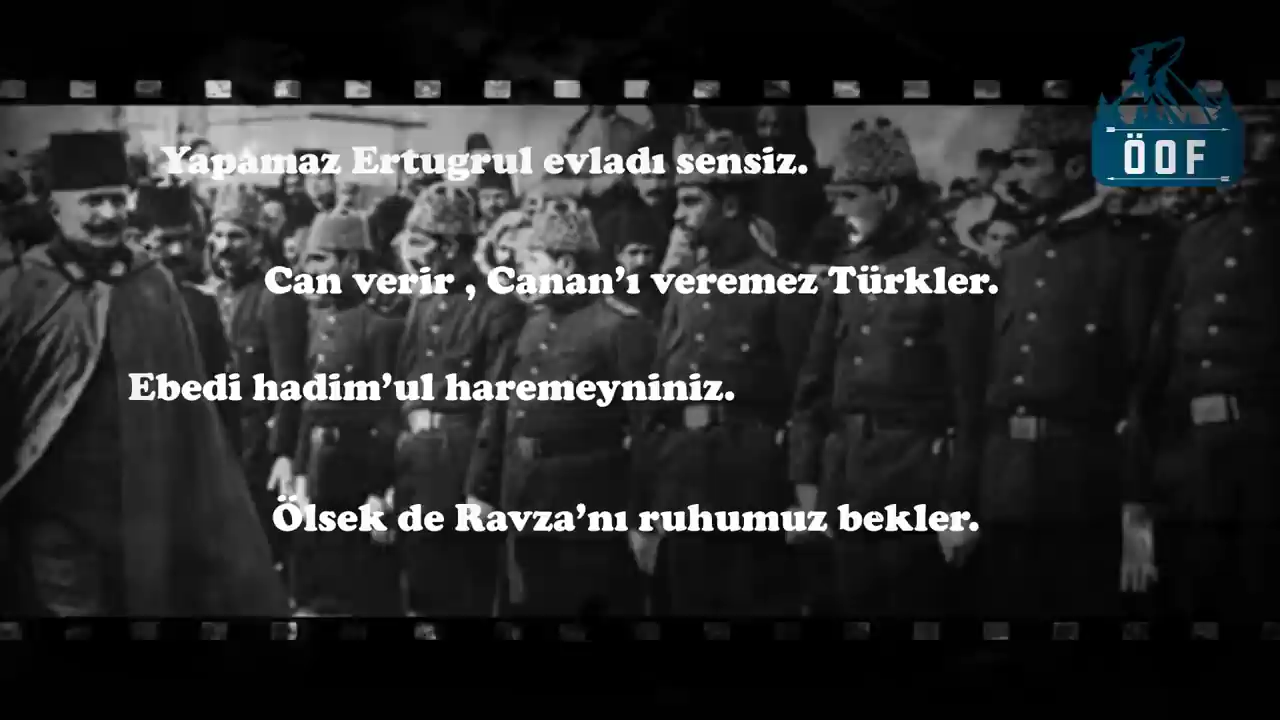 ÖOF
Yapamaz Ertugrul evladı sensiz.
Can verir , Canan’ı veremez Türkler.
Ebedi hadim’ul haremeyniniz.
Ölsek de Ravza’nı ruhumuz bekler.